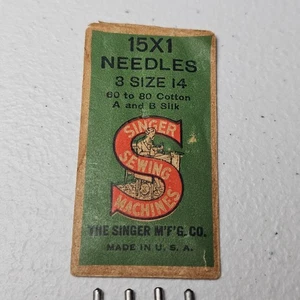 15X1
NEEDLES
3 SIZE 14
60 to 80 Cotton
A and B Silk
SINGER
SEWING
MACHINES
THE SINGER M'F'G. CO.
MADE IN U. S. A.